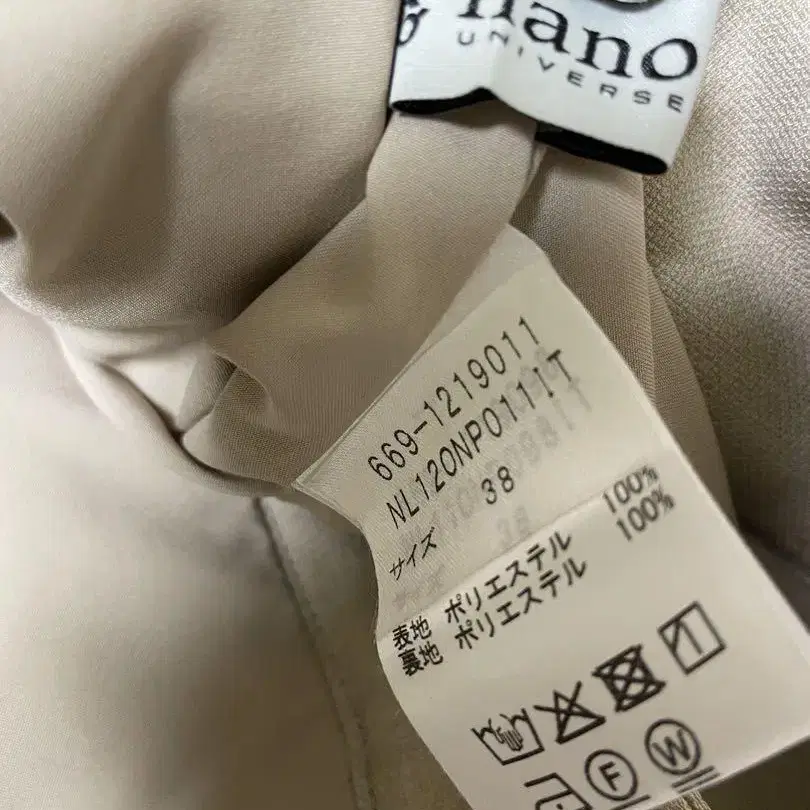 nano
UNIVERSE
669-1219011
NL120NP0111IT
サイズ 38
表地 ポリエステル 100%
裏地 ポリエステル 100%
F
W